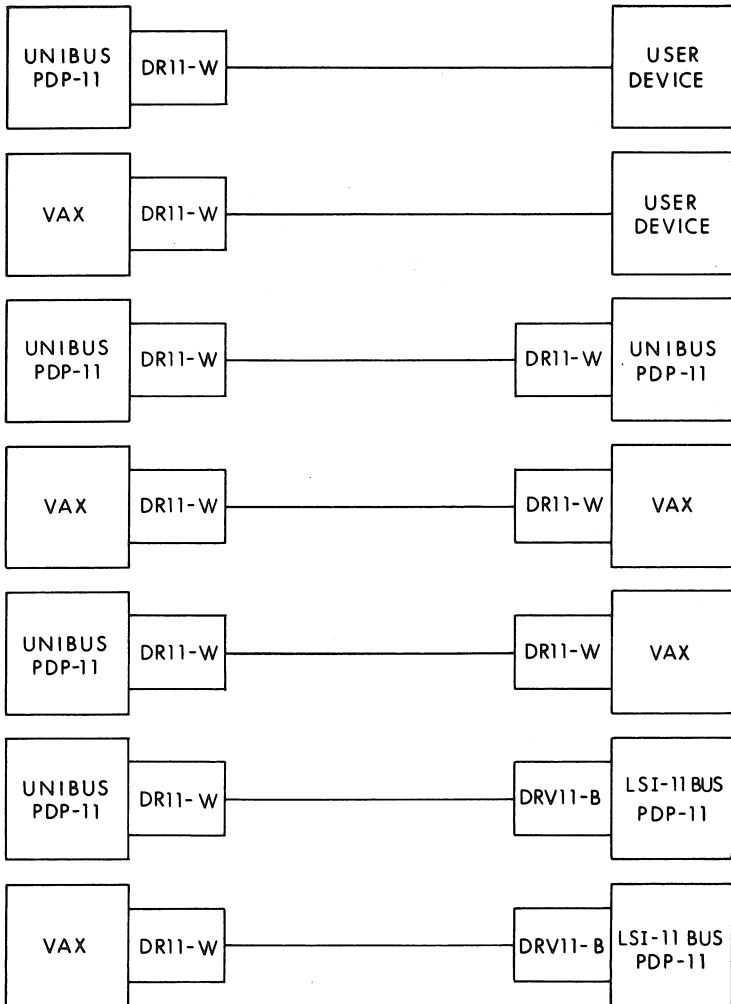 UNIBUS
PDP-11
DR11-W
USER
DEVICE
VAX
DR11-W
USER
DEVICE
UNIBUS
PDP-11
DR11-W
DR11-W
UNIBUS
PDP-11
VAX
DR11-W
DR11-W
VAX
UNIBUS
PDP-11
DR11-W
DR11-W
VAX
UNIBUS
PDP-11
DR11-W
DRV11-B
LSI-11 BUS
PDP-11
VAX
DR11-W
DRV11-B
LSI-11 BUS
PDP-11